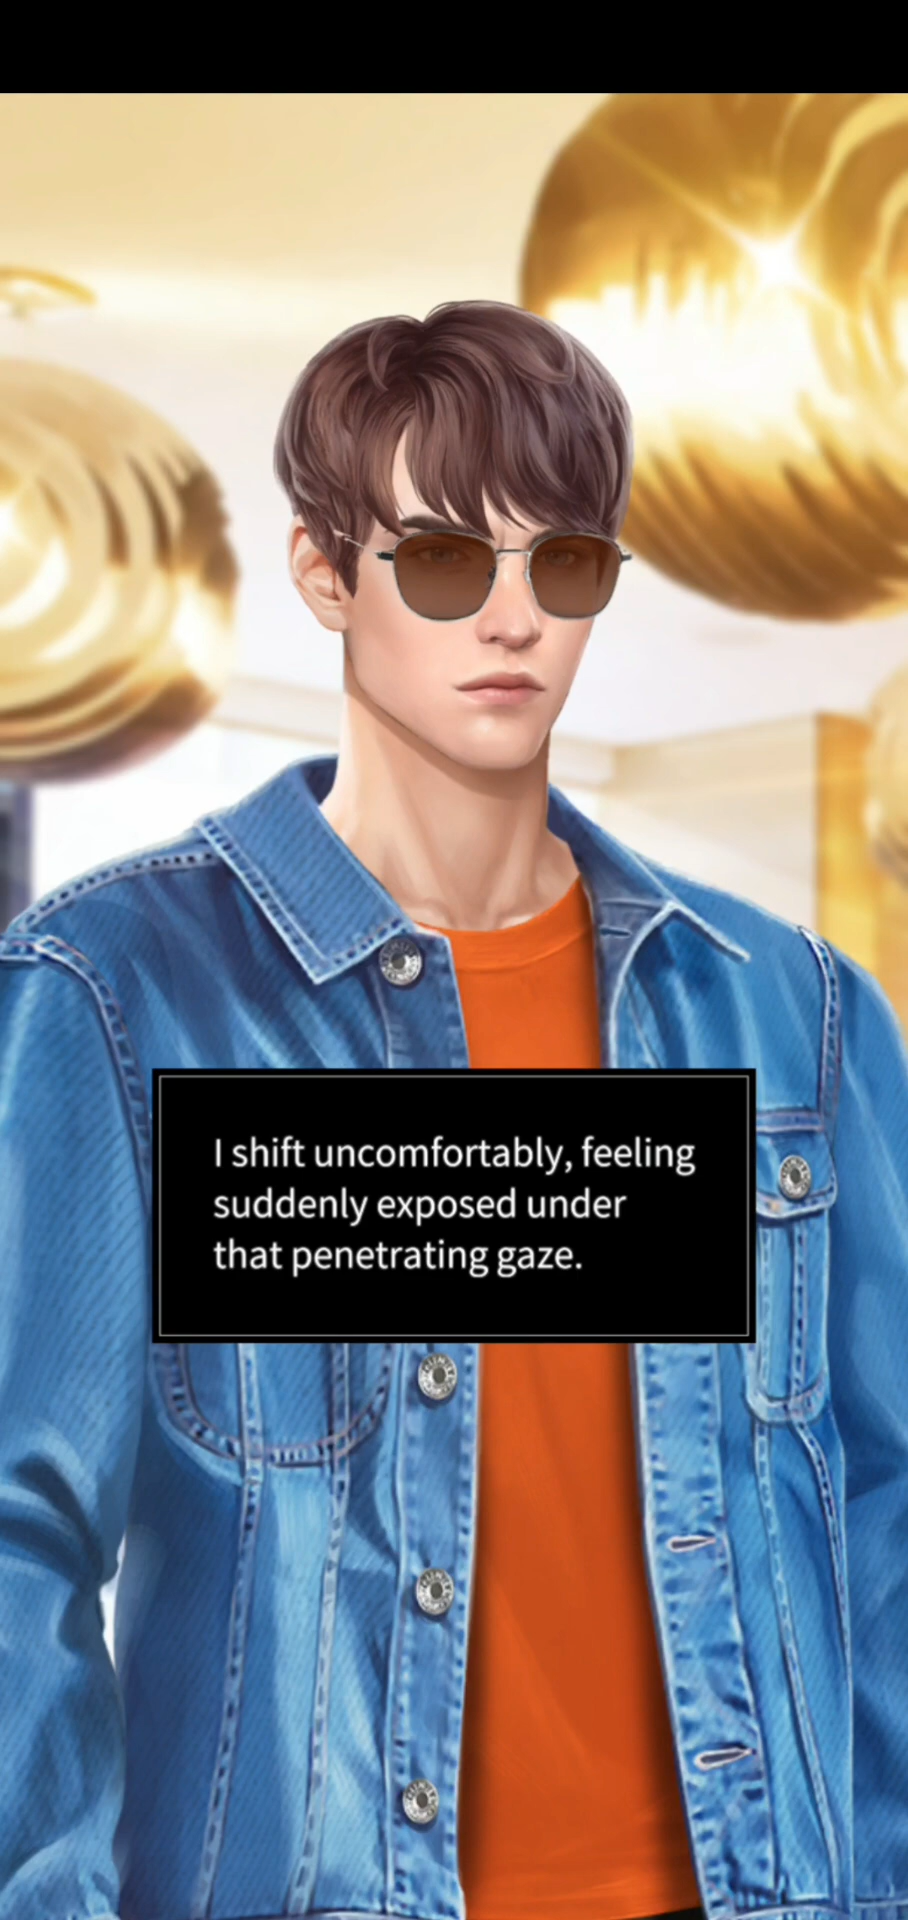 I shift uncomfortably, feeling
suddenly exposed under
that penetrating gaze.